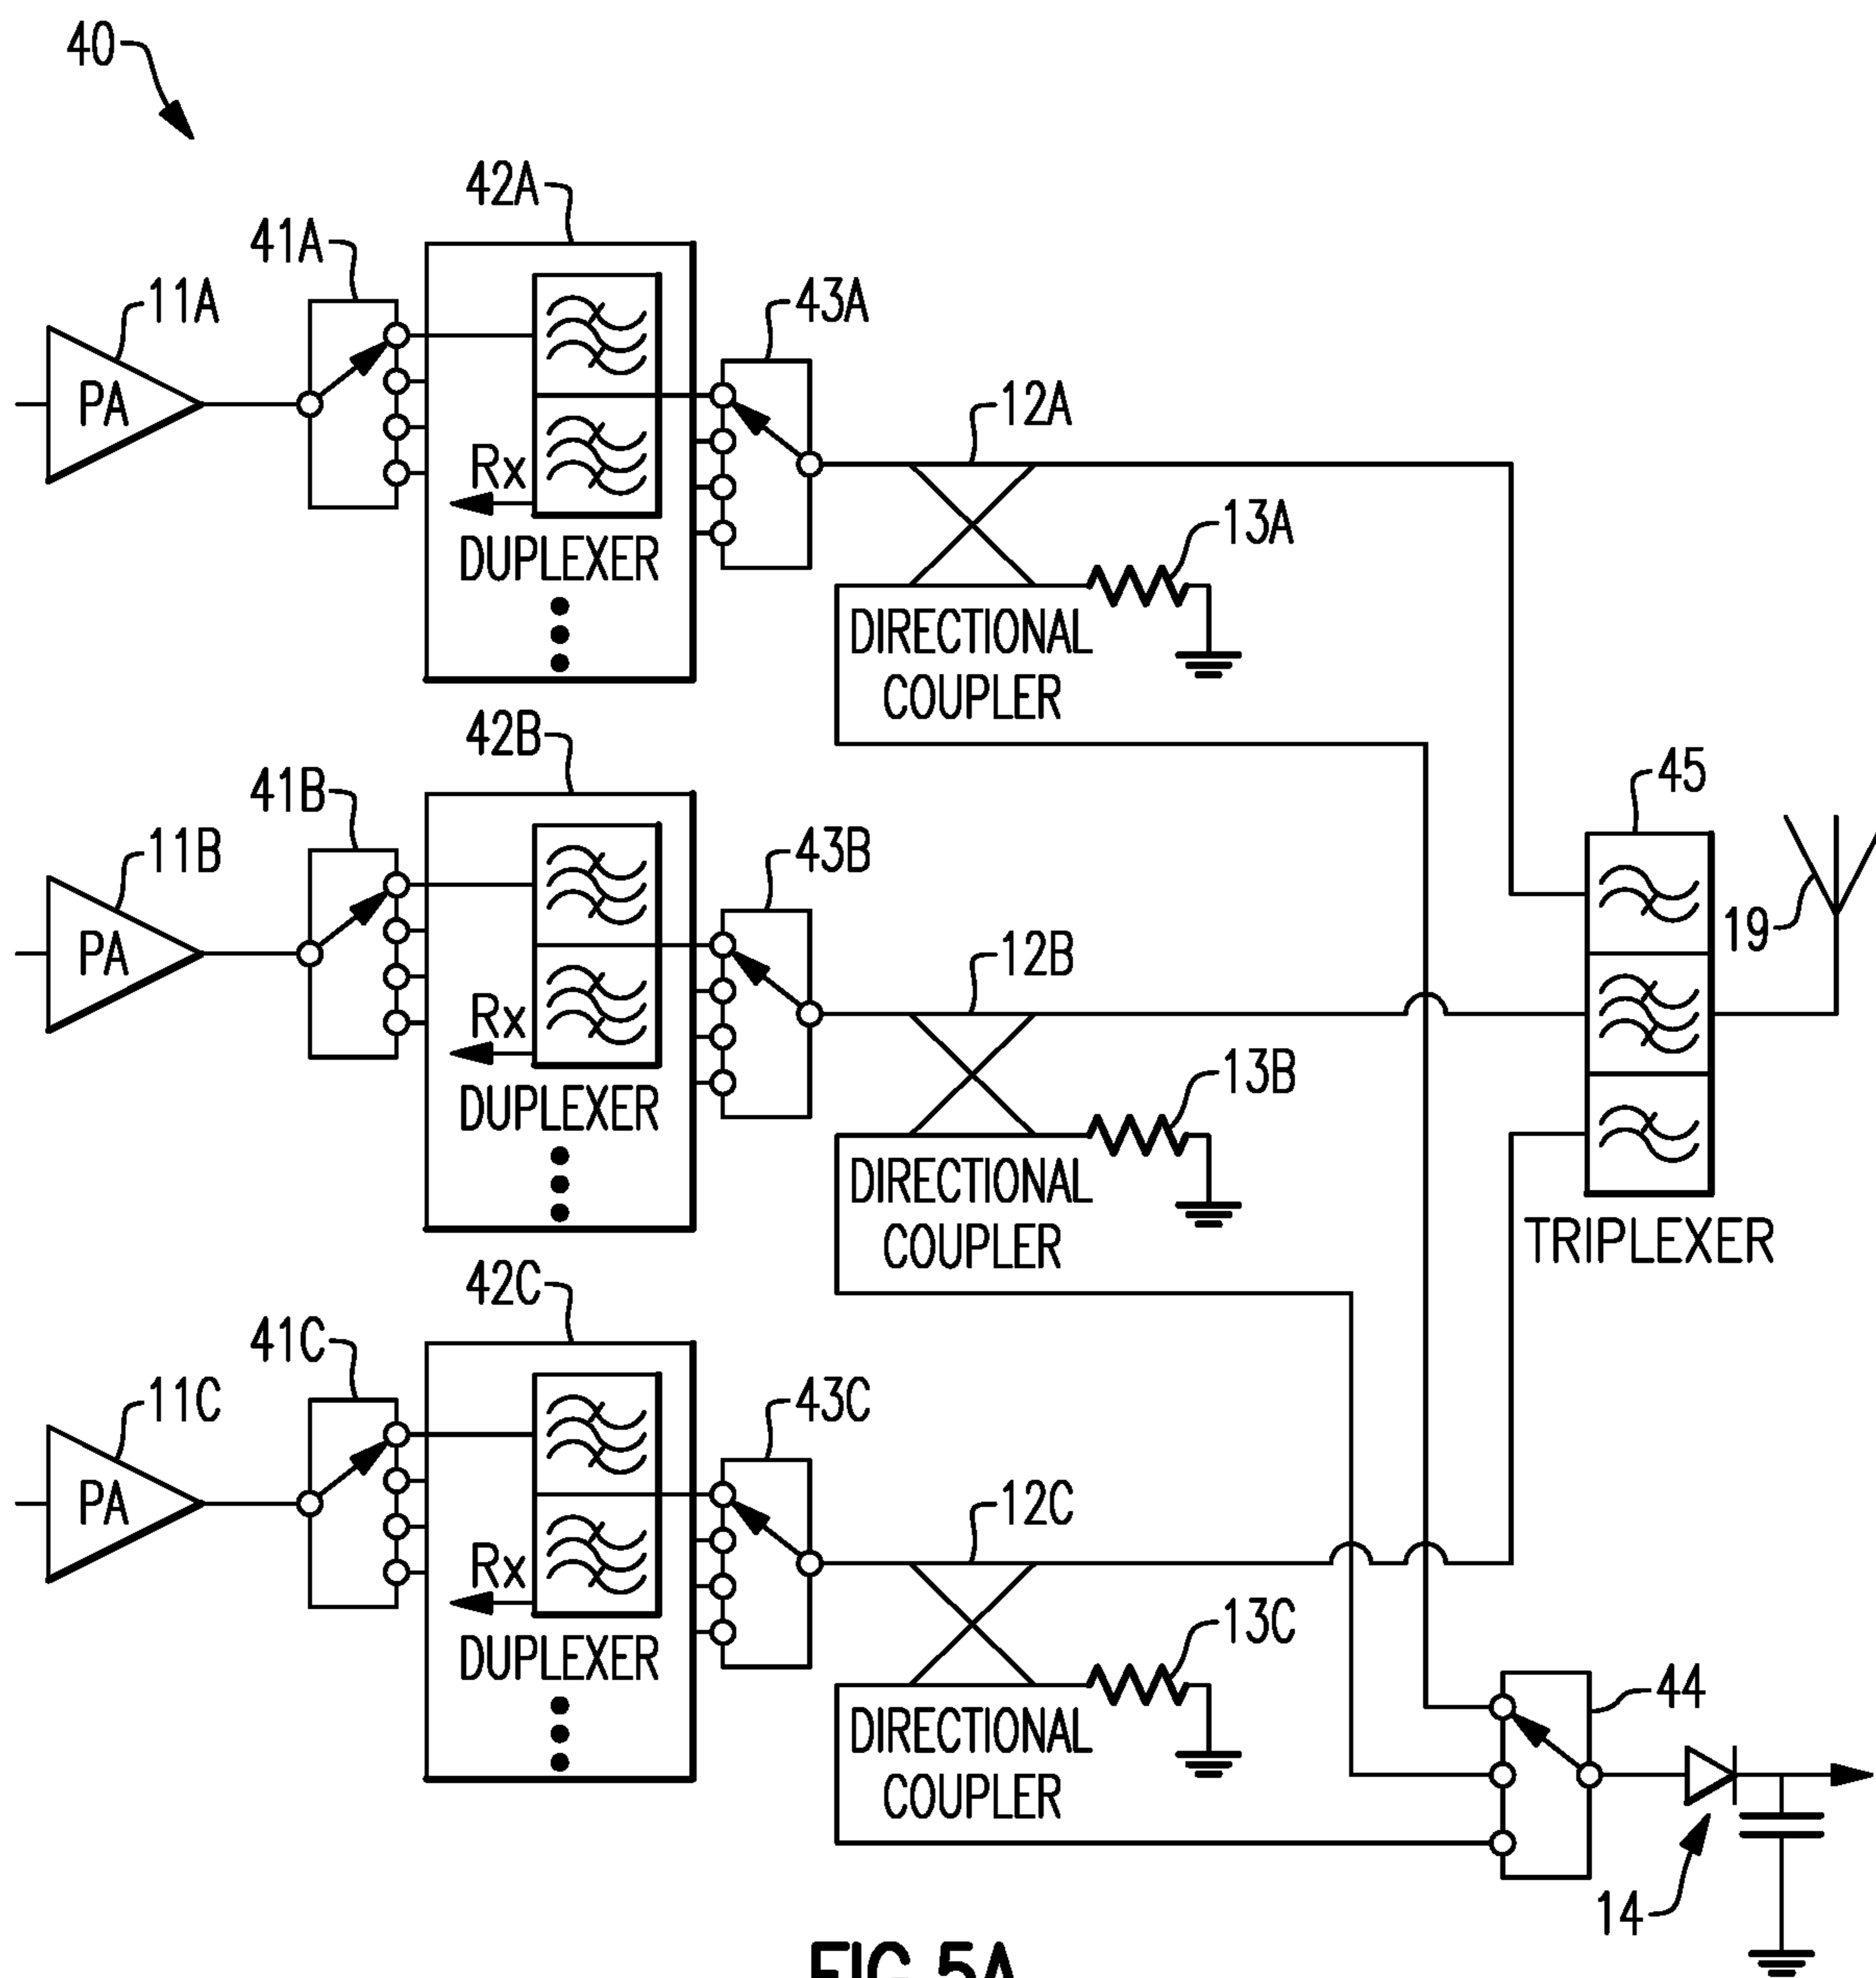 40
42A
41A
11A
43A
PA
12A
Rx
13A
DUPLEXER
DIRECTIONAL
COUPLER
42B
45
41B
11B
43B
PA
19
12B
Rx
13B
DUPLEXER
DIRECTIONAL
COUPLER
TRIPLEXER
42C
41C
11C
43C
PA
12C
Rx
13C
DUPLEXER
44
DIRECTIONAL
COUPLER
14
FIG.5A